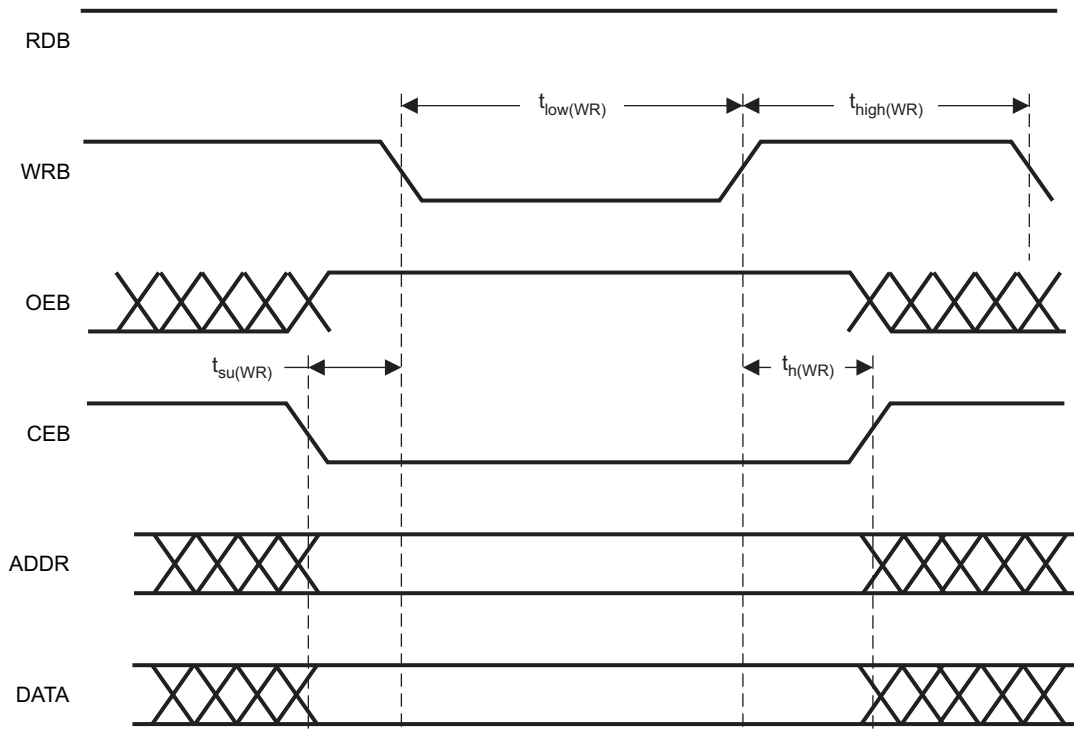 RDB
t_low(WR)
t_high(WR)
WRB
OEB
t_su(WR)
t_h(WR)
CEB
ADDR
DATA